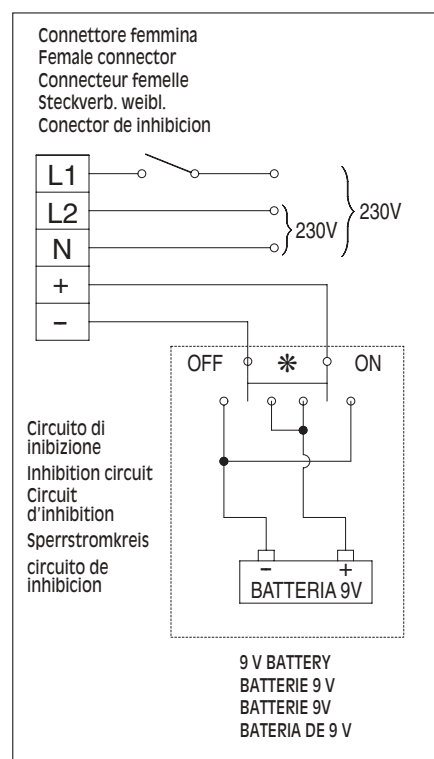 Connettore femmina
Female connector
Connecteur femelle
Steckverb. weibl.
Conector de inhibicion
L1
L2
N
+
-
230V
230V
OFF
*
ON
Circuito di
inibizione
Inhibition circuit
Circuit
d'inhibition
Sperrstromkreis
circuito de
inhibicion
- +
BATTERIA 9V
9 V BATTERY
BATTERIE 9 V
BATTERIE 9V
BATERIA DE 9 V